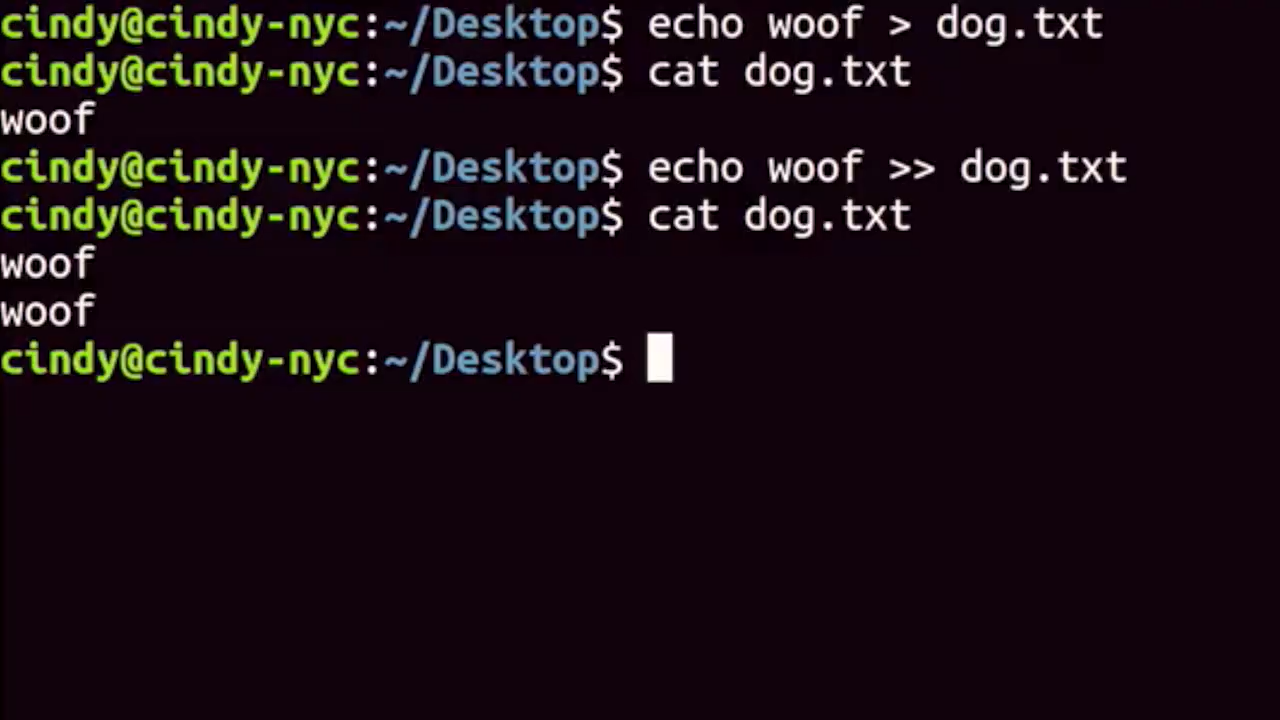 cindy@cindy-nyc:~/Desktop$ echo woof > dog.txt
cindy@cindy-nyc:~/Desktop$ cat dog.txt
woof
cindy@cindy-nyc:~/Desktop$ echo woof >> dog.txt
cindy@cindy-nyc:~/Desktop$ cat dog.txt
woof
woof
cindy@cindy-nyc:~/Desktop$